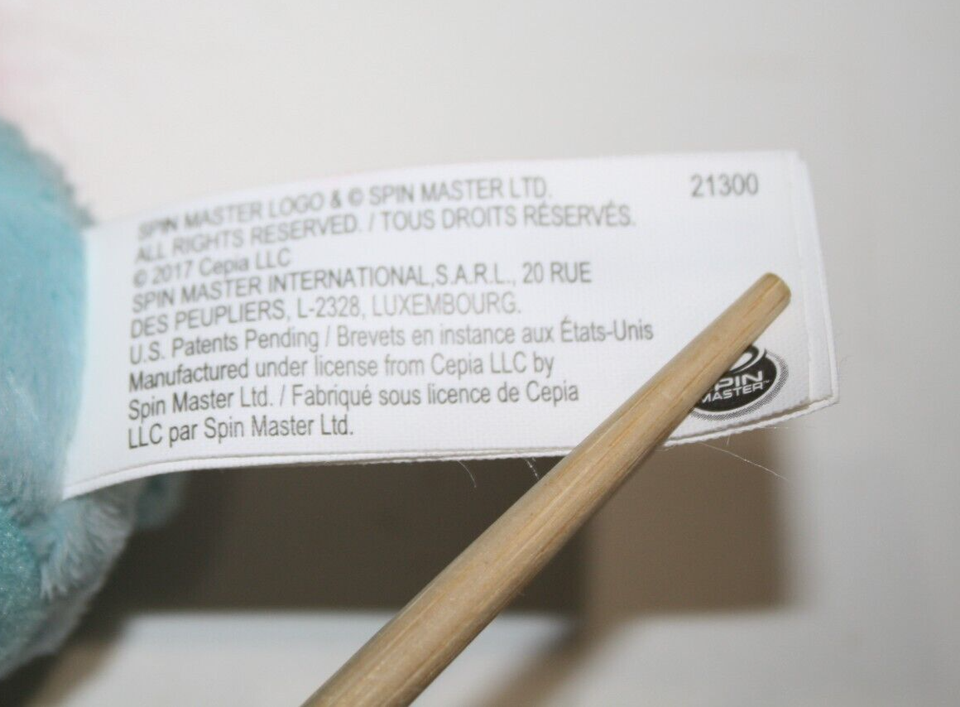 SPIN MASTER LOGO & © SPIN MASTER LTD.
21300
ALL RIGHTS RESERVED. / TOUS DROITS RÉSERVÉS.
© 2017 Cepia LLC
SPIN MASTER INTERNATIONAL,S.A.R.L., 20 RUE
DES PEUPLIERS, L-2328, LUXEMBOURG.
U.S. Patents Pending / Brevets en instance aux États-Unis
Manufactured under license from Cepia LLC by
Spin Master Ltd. / Fabriqué sous licence de Cepia
LLC par Spin Master Ltd.
SPIN
MASTER™